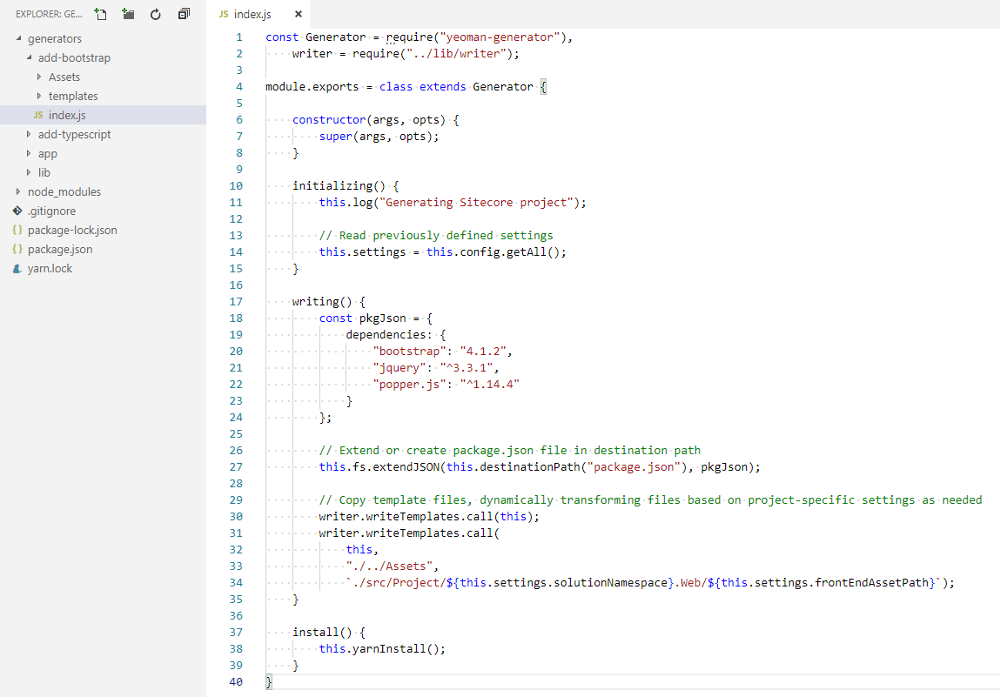 EXPLORER: GE...
generators
add-bootstrap
Assets
templates
JS index.js
add-typescript
app
lib
node_modules
.gitignore
{} package-lock.json
{} package.json
yarn.lock
JS index.js ×
1 const Generator = require("yeoman-generator"),
2     writer = require("../lib/writer");
3
4 module.exports = class extends Generator {
5
6     constructor(args, opts) {
7         super(args, opts);
8     }
9
10     initializing() {
11         this.log("Generating Sitecore project");
12
13         // Read previously defined settings
14         this.settings = this.config.getAll();
15     }
16
17     writing() {
18         const pkgJson = {
19             dependencies: {
20                 "bootstrap": "4.1.2",
21                 "jquery": "^3.3.1",
22                 "popper.js": "^1.14.4"
23             }
24         };
25
26         // Extend or create package.json file in destination path
27         this.fs.extendJSON(this.destinationPath("package.json"), pkgJson);
28
29         // Copy template files, dynamically transforming files based on project-specific settings as needed
30         writer.writeTemplates.call(this);
31         writer.writeTemplates.call(
32             this,
33             "./../Assets",
34             `./src/Project/${this.settings.solutionNamespace}.Web/${this.settings.frontEndAssetPath}`);
35     }
36
37     install() {
38         this.yarnInstall();
39     }
40 }